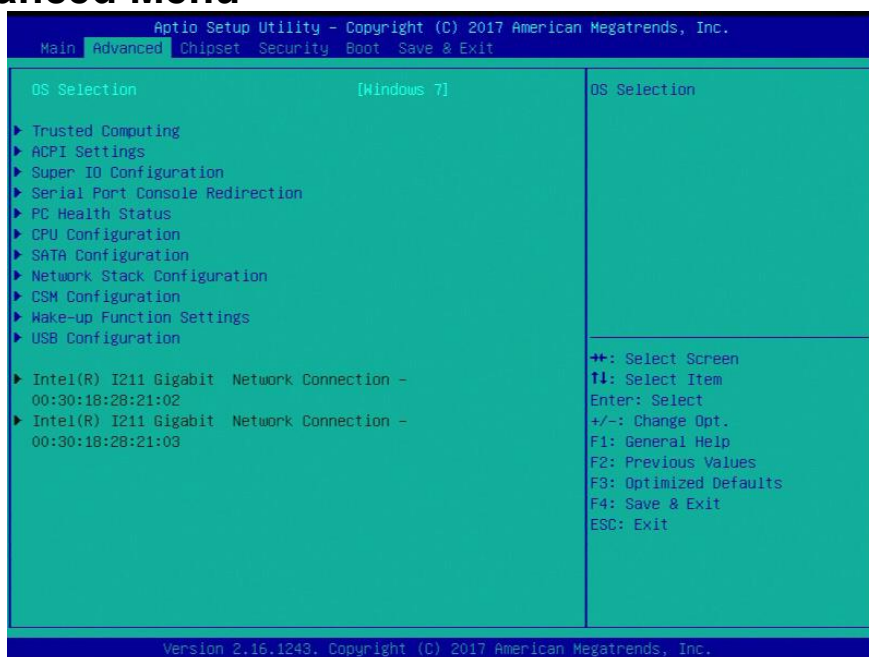 Aptio Setup Utility – Copyright (C) 2017 American Megatrends, Inc.
Main Advanced Chipset Security Boot Save & Exit
OS Selection [Windows 7]
Trusted Computing
ACPI Settings
Super IO Configuration
Serial Port Console Redirection
PC Health Status
CPU Configuration
SATA Configuration
Network Stack Configuration
CSM Configuration
Wake-up Function Settings
USB Configuration
Intel(R) I211 Gigabit Network Connection –
00:30:18:28:21:02
Intel(R) I211 Gigabit Network Connection –
00:30:18:28:21:03
OS Selection
→←: Select Screen
↑↓: Select Item
Enter: Select
+/-: Change Opt.
F1: General Help
F2: Previous Values
F3: Optimized Defaults
F4: Save & Exit
ESC: Exit
Version 2.16.1243. Copyright (C) 2017 American Megatrends, Inc.